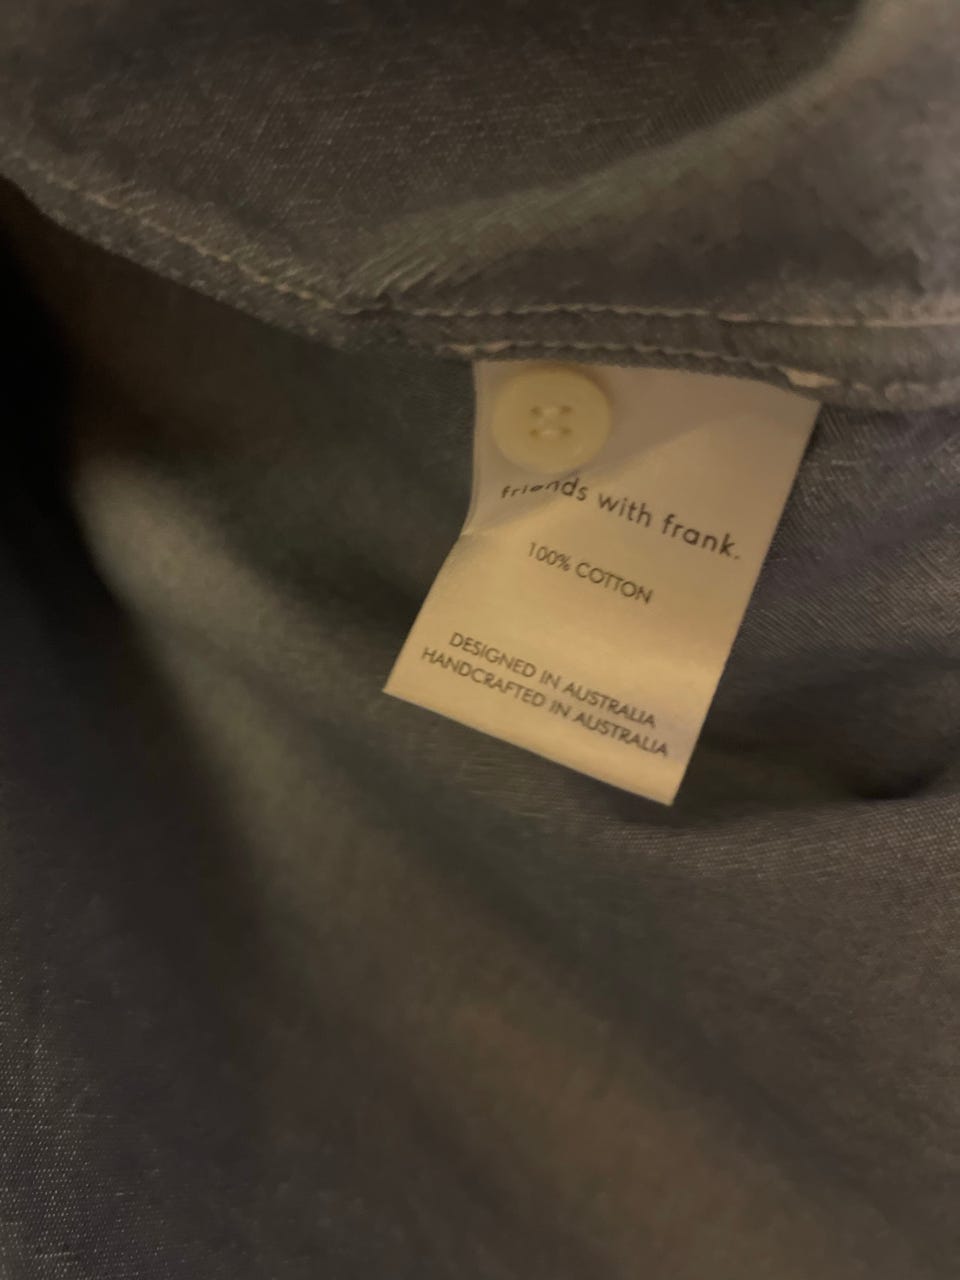 friends with frank.
100% COTTON
DESIGNED IN AUSTRALIA
HANDCRAFTED IN AUSTRALIA